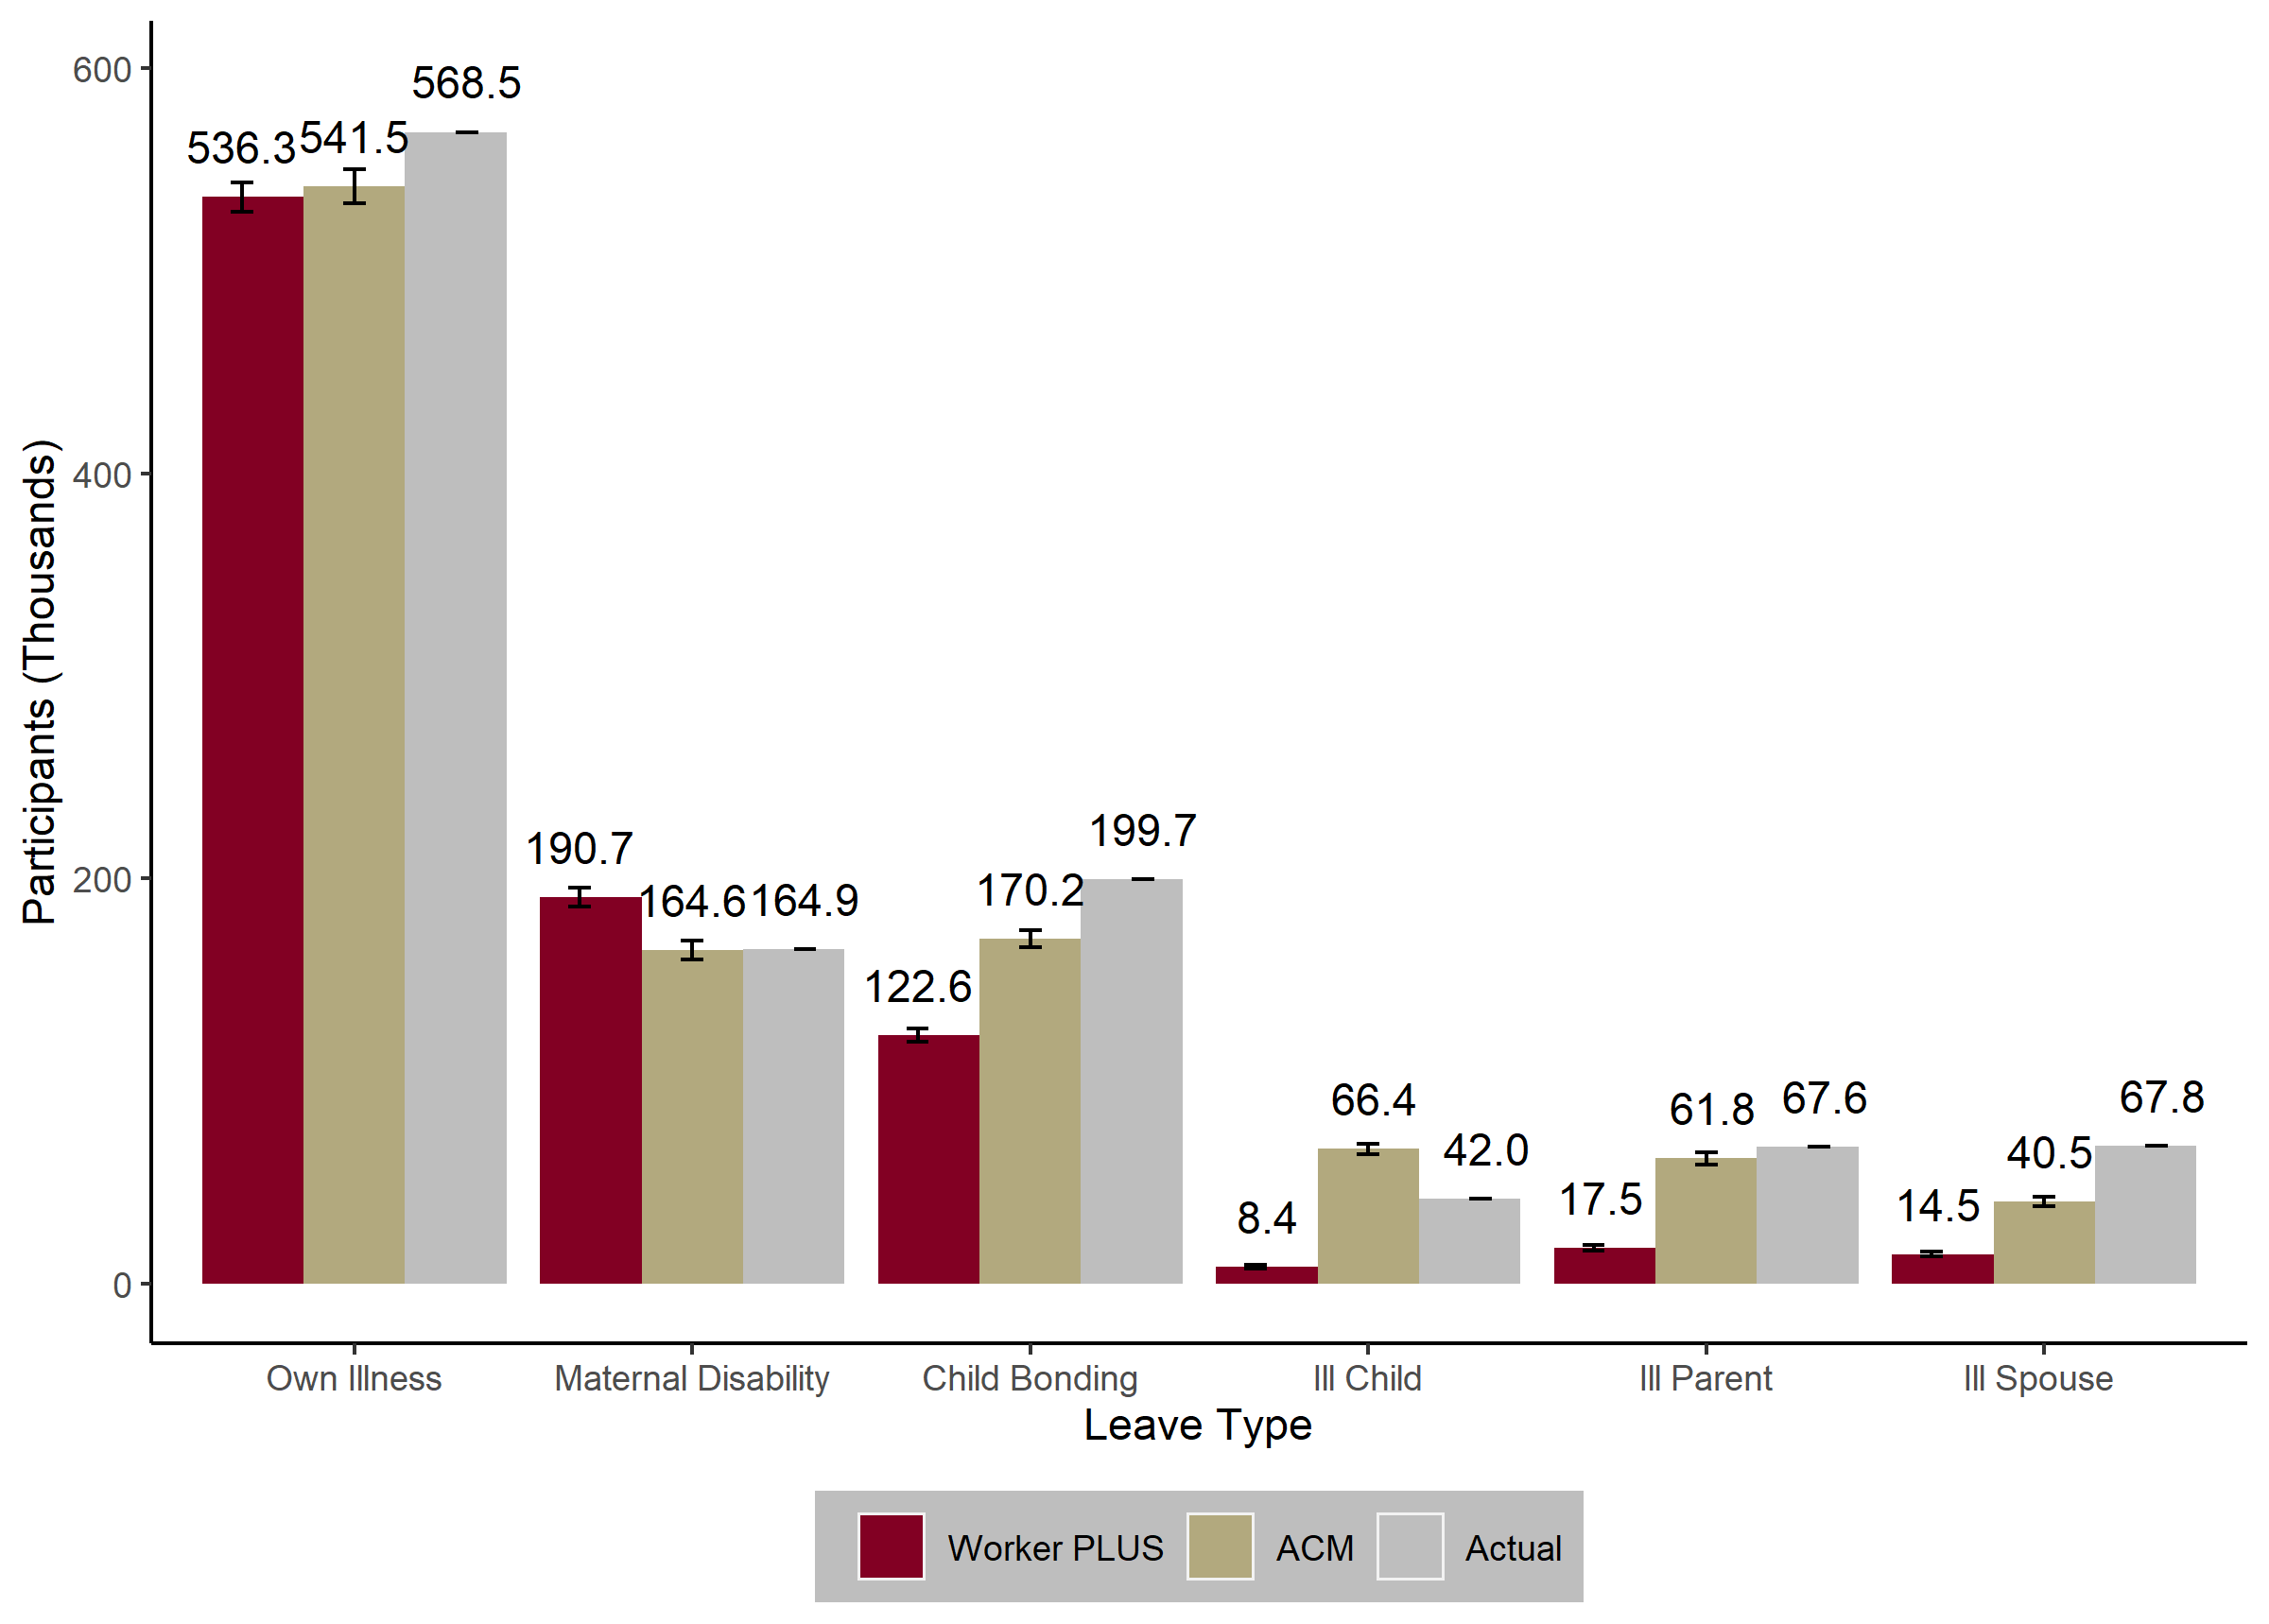 600
400
200
0
Participants (Thousands)
536.3
541.5
568.5
190.7
164.6
164.9
122.6
170.2
199.7
8.4
66.4
42.0
17.5
61.8
67.6
14.5
40.5
67.8
Own Illness
Maternal Disability
Child Bonding
Ill Child
Ill Parent
Ill Spouse
Leave Type
Worker PLUS
ACM
Actual